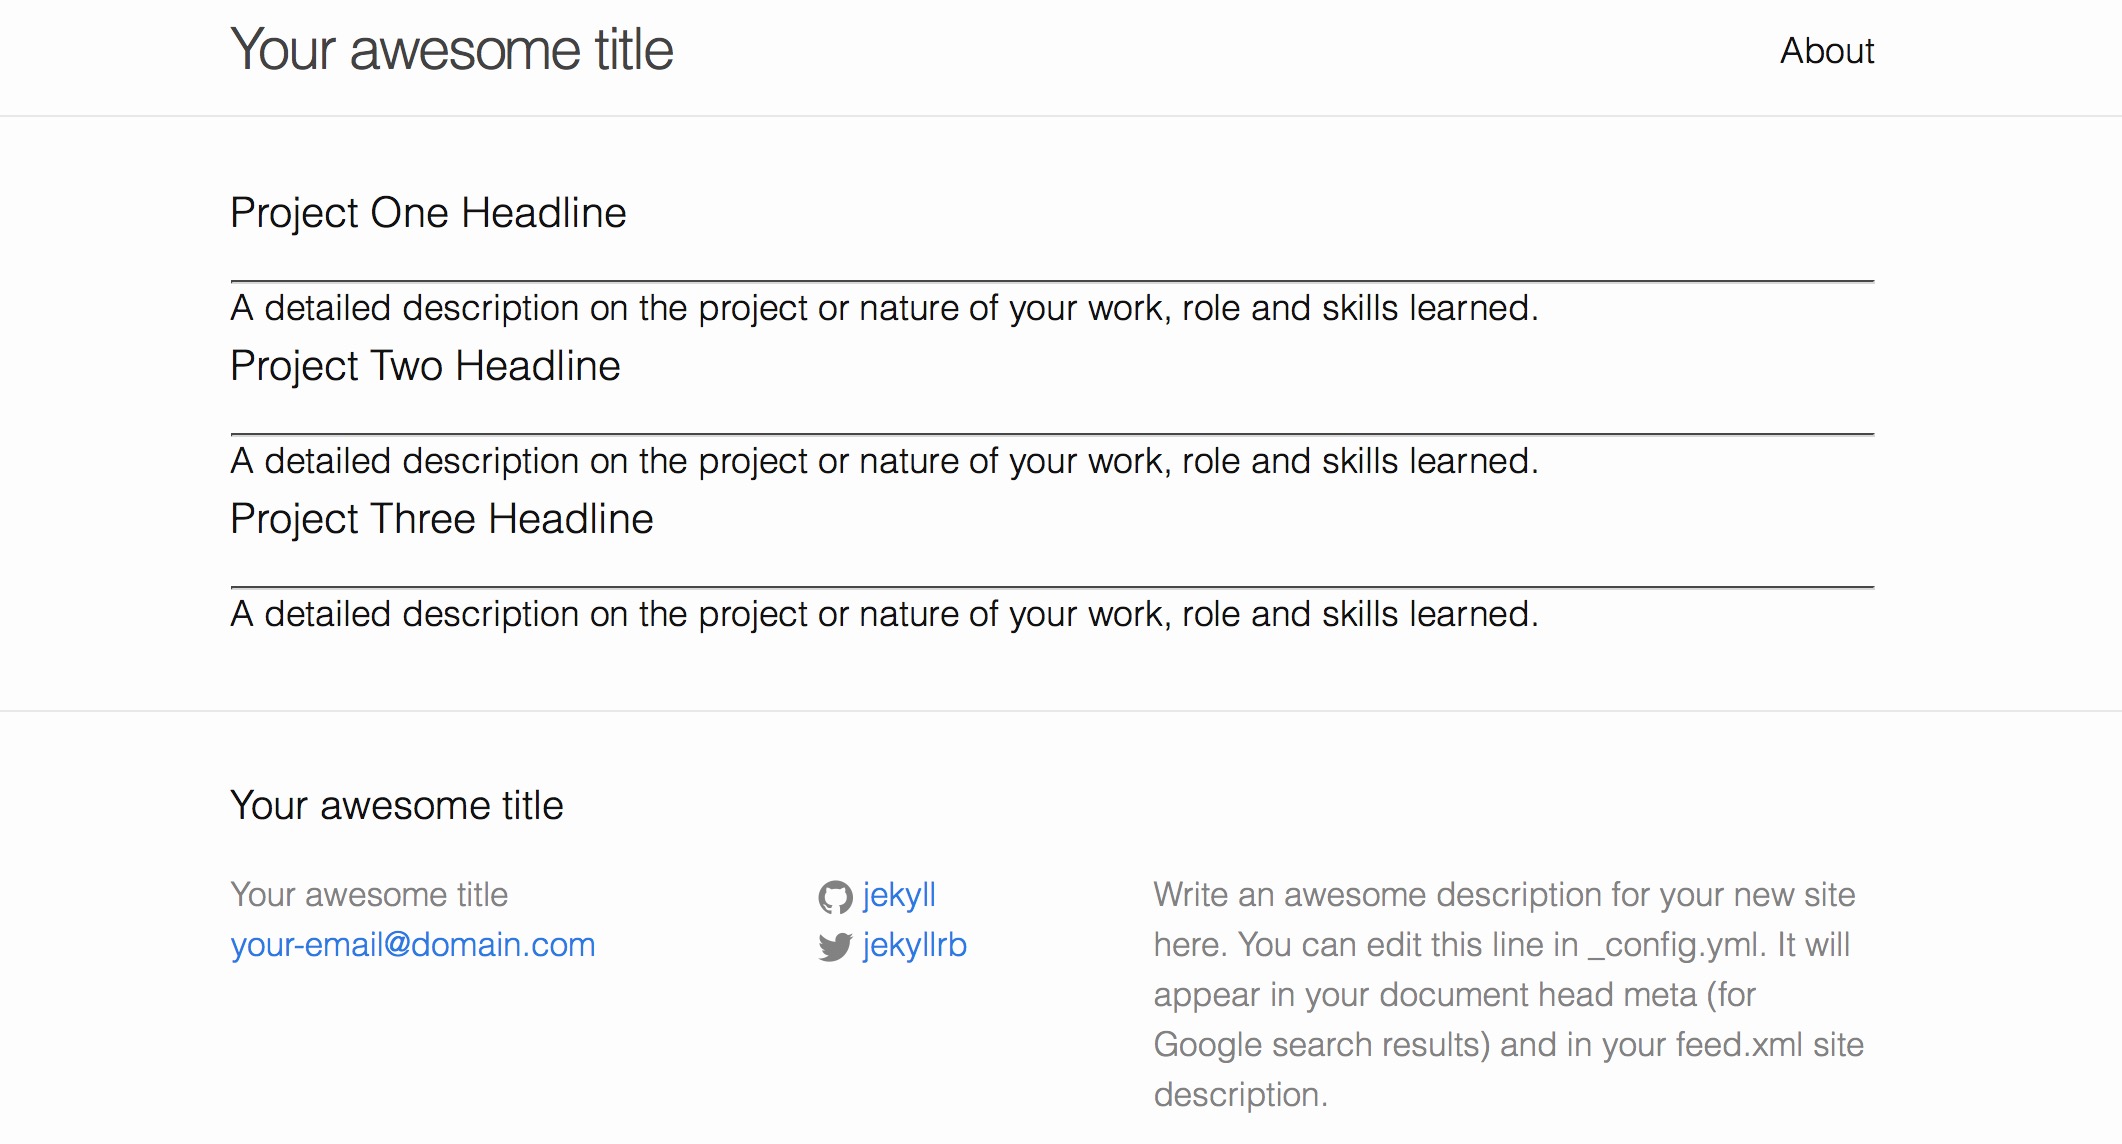 Your awesome title
About
Project One Headline
A detailed description on the project or nature of your work, role and skills learned.
Project Two Headline
A detailed description on the project or nature of your work, role and skills learned.
Project Three Headline
A detailed description on the project or nature of your work, role and skills learned.
Your awesome title
Your awesome title
your-email@domain.com
jekyll
jekyllrb
Write an awesome description for your new site
here. You can edit this line in _config.yml. It will
appear in your document head meta (for
Google search results) and in your feed.xml site
description.